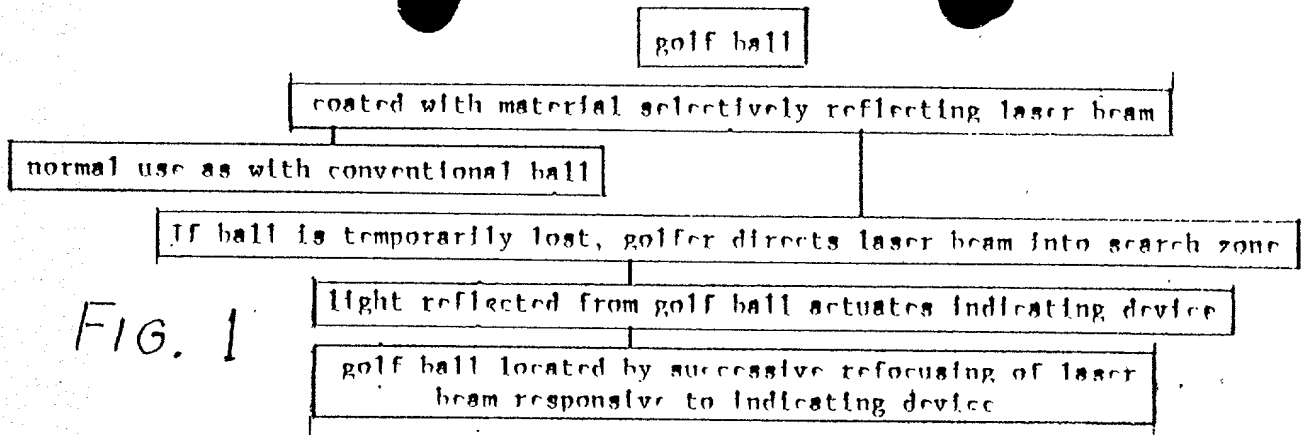 golf ball
coated with material selectively reflecting laser beam
normal use as with conventional ball
If ball is temporarily lost, golfer directs laser beam into search zone
light reflected from golf ball actuates indicating device
FIG. 1
golf ball located by successive refocusing of laser
beam responsive to indicating device